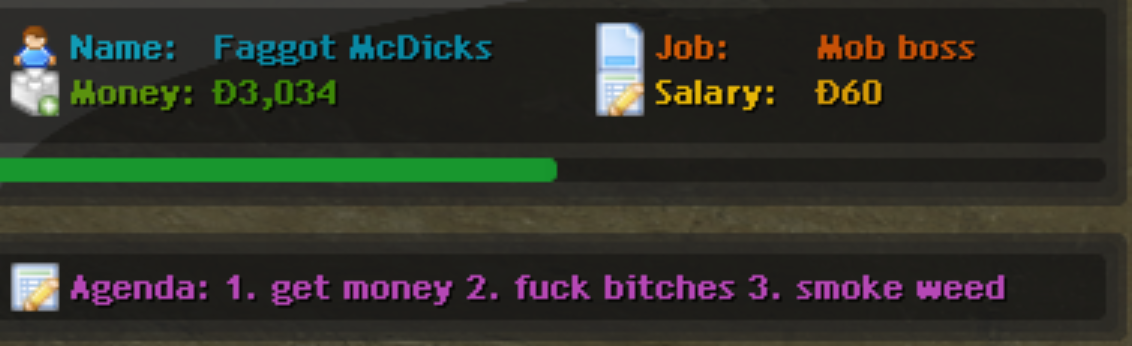 Name: Faggot McDicks
Job: Mob boss
Money: Đ3,034
Salary: Đ60
Agenda: 1. get money 2. fuck bitches 3. smoke weed